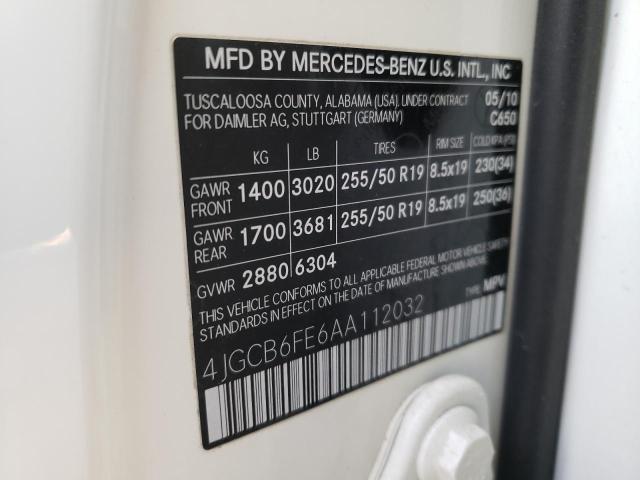 MFD BY MERCEDES-BENZ U.S. INTL., INC
TUSCALOOSA COUNTY, ALABAMA (USA), UNDER CONTRACT 05/10
FOR DAIMLER AG, STUTTGART (GERMANY) C650
KG LB TIRES RIM SIZE COLD KPA (PSI)
GAWR FRONT 1400 3020 255/50 R19 8.5x19 230(34)
GAWR REAR 1700 3681 255/50 R19 8.5x19 250(36)
GVWR 2880 6304
THIS VEHICLE CONFORMS TO ALL APPLICABLE FEDERAL MOTOR VEHICLE SAFETY
STANDARDS IN EFFECT ON THE DATE OF MANUFACTURE SHOWN ABOVE.
TYPE: MPV
4JGCB6FE6AA112032